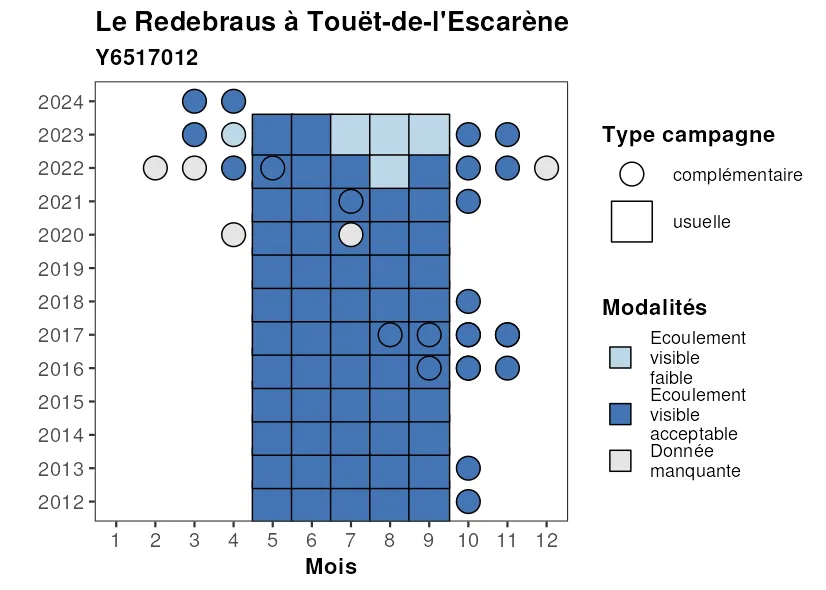 Le Redebraus à Touët-de-l'Escarène
Y6517012
2024
2023
2022
2021
2020
2019
2018
2017
2016
2015
2014
2013
2012
1 2 3 4 5 6 7 8 9 10 11 12
Mois
Type campagne
complémentaire
usuelle
Modalités
Ecoulement
visible
faible
Ecoulement
visible
acceptable
Donnée
manquante